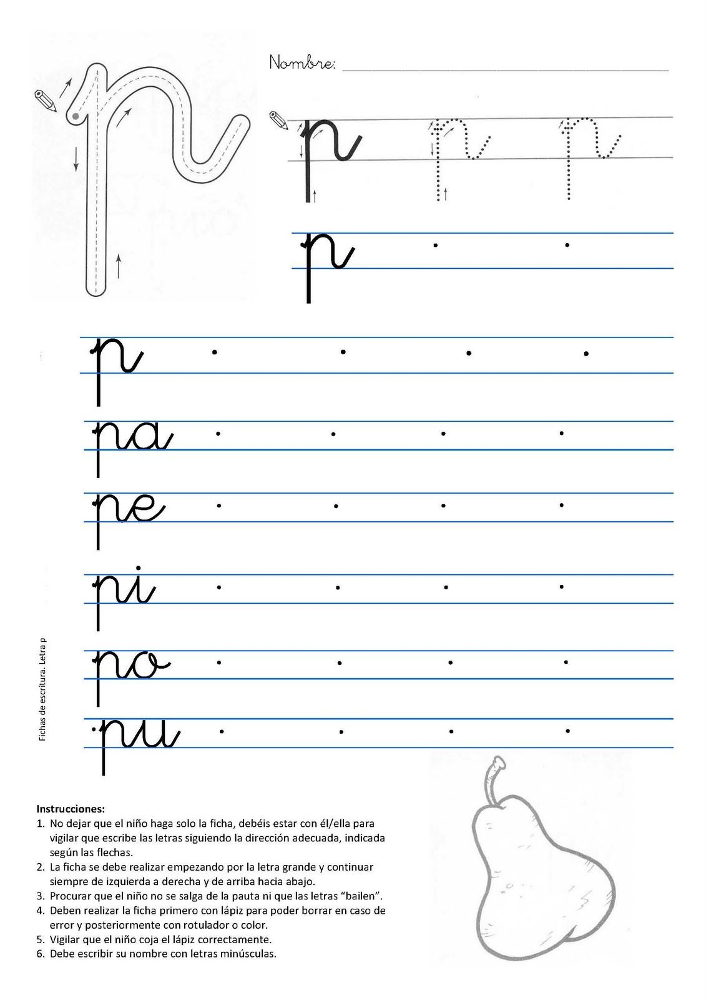 Nombre:
p p p
p
p
pa
pe
pi
po
pu
p
Fichas de escritura. Letra p
Instrucciones:
1. No dejar que el niño haga solo la ficha, debéis estar con él/ella para
vigilar que escribe las letras siguiendo la dirección adecuada, indicada
según las flechas.
2. La ficha se debe realizar empezando por la letra grande y continuar
siempre de izquierda a derecha y de arriba hacia abajo.
3. Procurar que el niño no se salga de la pauta ni que las letras “bailen”.
4. Deben realizar la ficha primero con lápiz para poder borrar en caso de
error y posteriormente con rotulador o color.
5. Vigilar que el niño coja el lápiz correctamente.
6. Debe escribir su nombre con letras minúsculas.